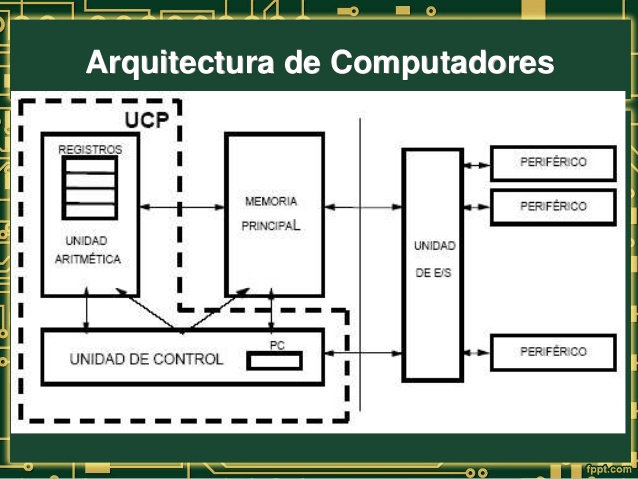 Arquitectura de Computadores
UCP
REGISTROS
UNIDAD
ARITMÉTICA
MEMORIA
PRINCIPAL
UNIDAD
DE E/S
PERIFÉRICO
PERIFÉRICO
PERIFÉRICO
UNIDAD DE CONTROL
PC
fppt.com